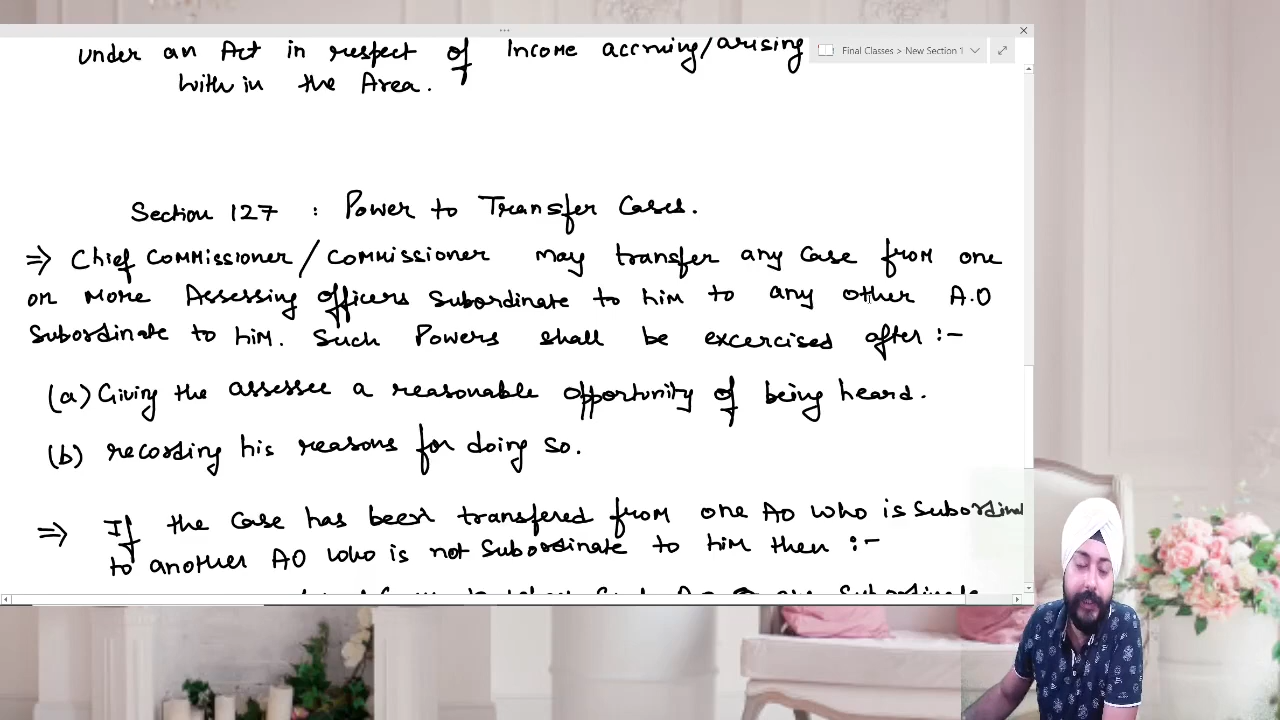 under an Act in respect of Income accruing/arising
Final Classes > New Section 1
with in the Area.
Section 127 : Power to Transfer Cases.
⇒ Chief Commissioner/Commissioner may transfer any case from one
or more Assessing officers subordinate to him to any other A.O
subordinate to him. Such Powers shall be excercised after :-
(a) Giving the assessee a reasonable opportunity of being heard.
(b) recording his reasons for doing so.
⇒ If the case has been transfered from one AO who is subordinat
to another AO who is not subordinate to him then :-